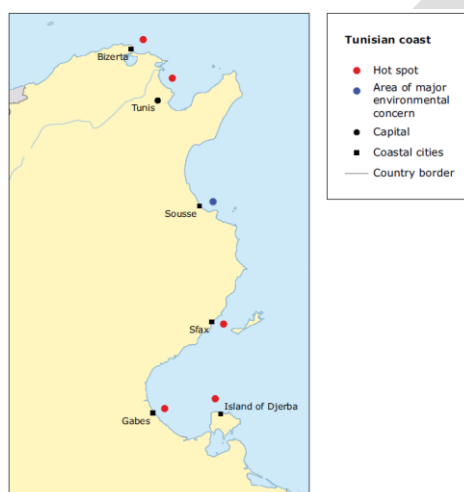 Bizerta
Tunis
Sousse
Sfax
Island of Djerba
Gabes
Tunisian coast
Hot spot
Area of major
environmental
concern
Capital
Coastal cities
Country border